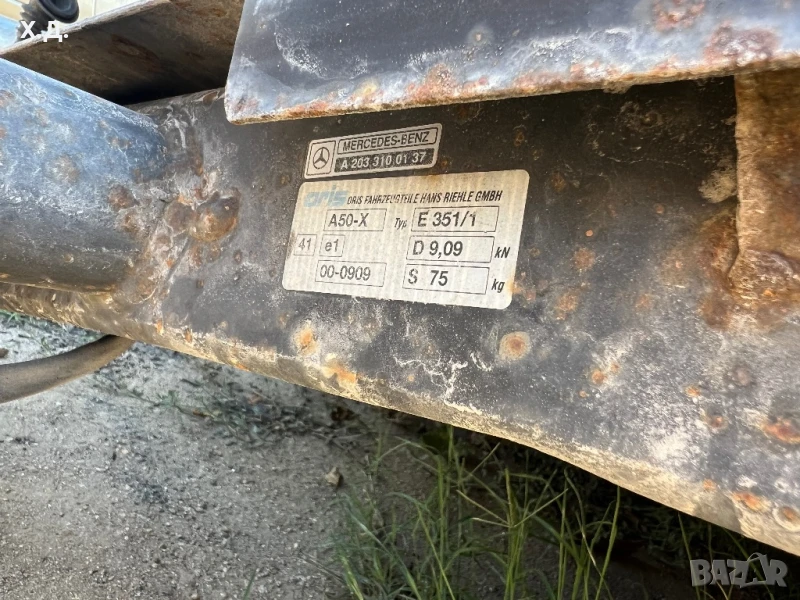 Х.Д.
MERCEDES-BENZ
A 203 310 01 37
ORIS ORIS FAHRZEUGTEILE HANS RIEHLE GMBH
A50-X Typ E 351/1
41 e1 D 9,09 kN
00-0909 S 75 kg
BAZAR